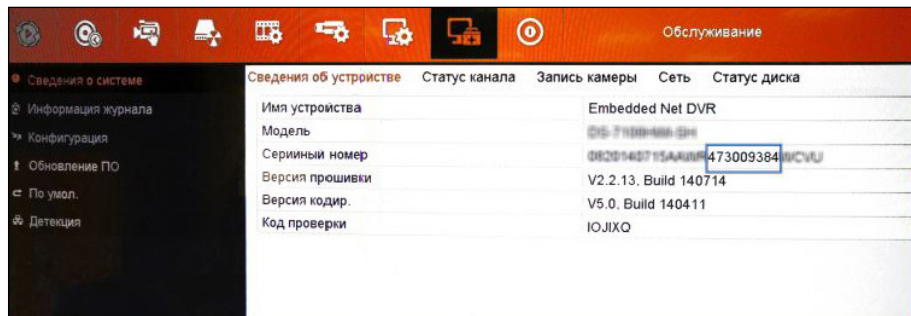 Обслуживание
Сведения о системе
Информация журнала
Конфигурация
Обновление ПО
По умол.
Детекция
Сведения об устройстве Статус канала Запись камеры Сеть Статус диска
Имя устройства Embedded Net DVR
Модель
Серийный номер 473009384
Версия прошивки V2.2.13, Build 140714
Версия кодир. V5.0, Build 140411
Код проверки IOJIXQ